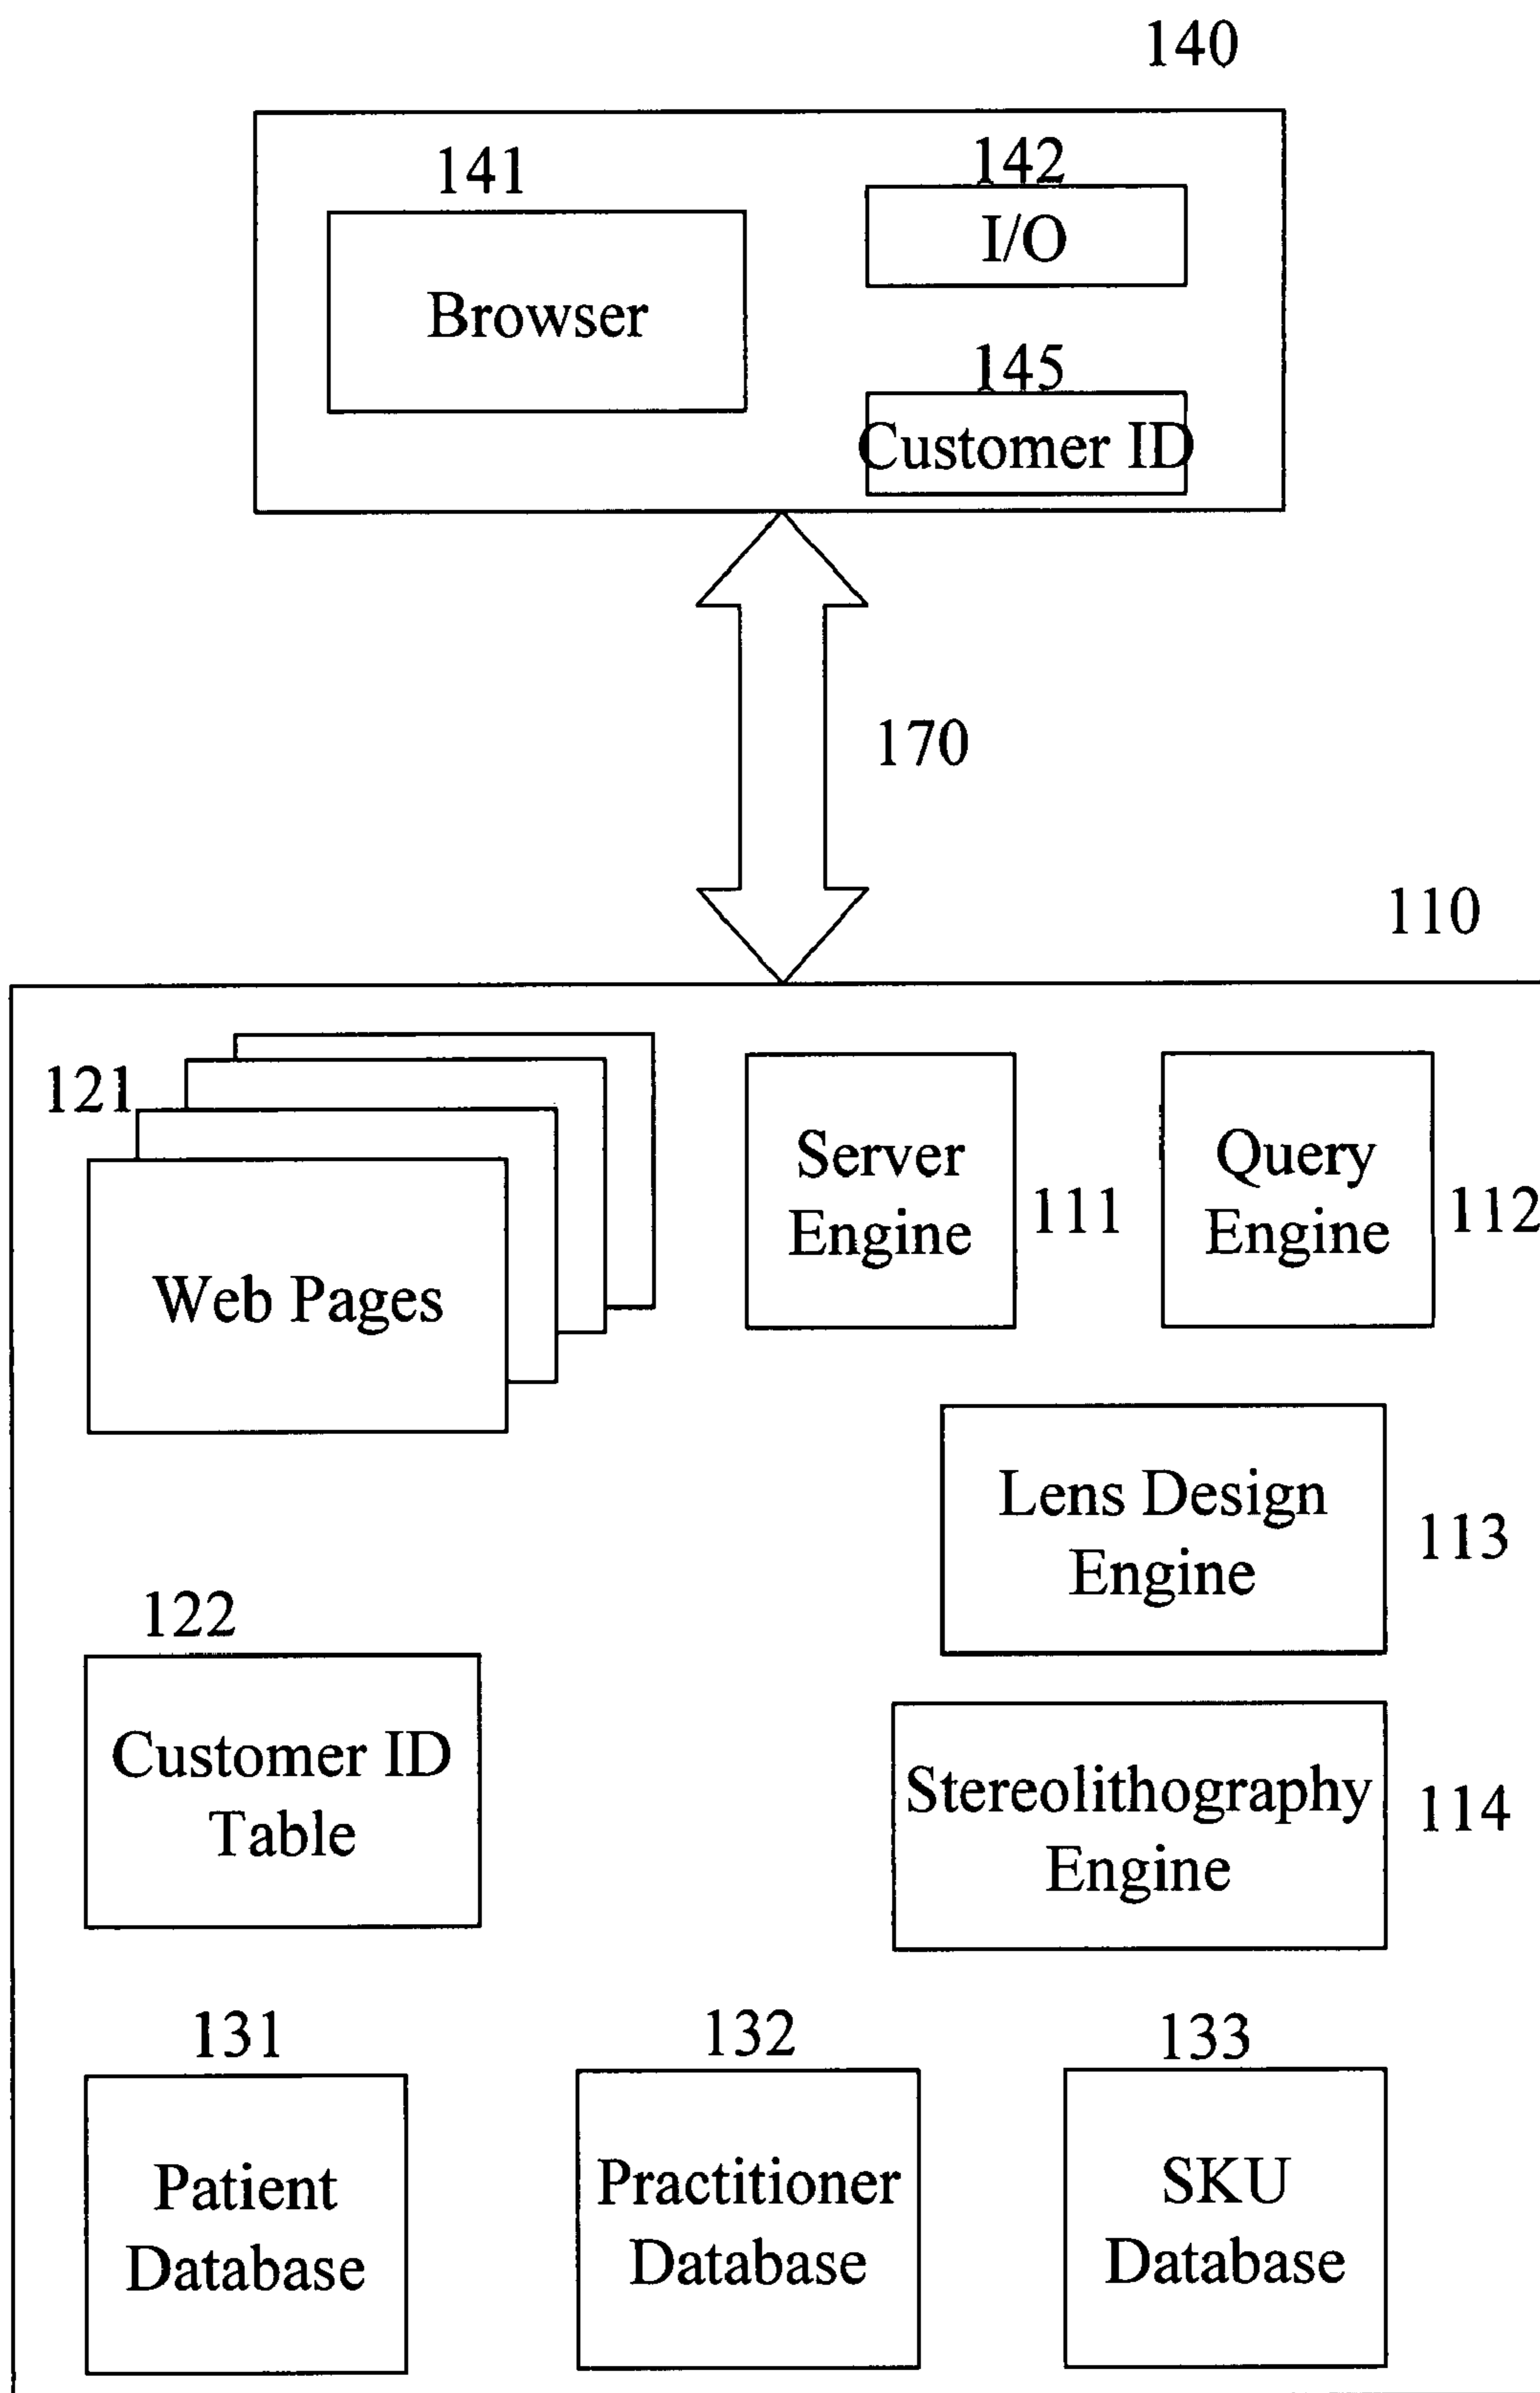 140
141
142
I/O
Browser
145
Customer ID
170
110
121
Server
Engine
111
Query
Engine
112
Web Pages
Lens Design
Engine
113
122
Customer ID
Table
Stereolithography
Engine
114
131
132
133
Patient
Database
Practitioner
Database
SKU
Database